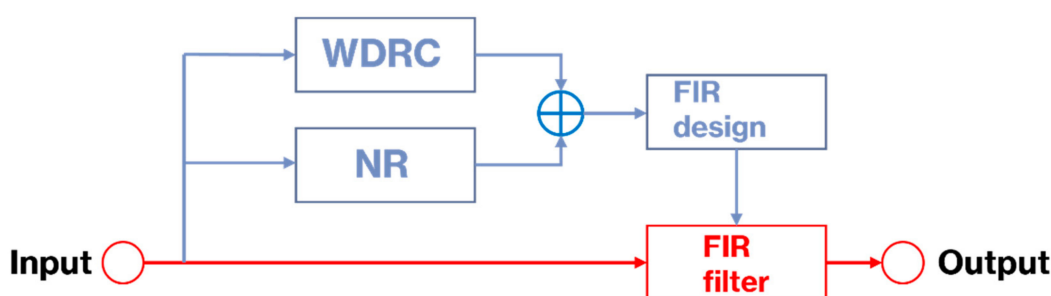 WDRC
FIR
design
NR
Input
FIR
filter
Output